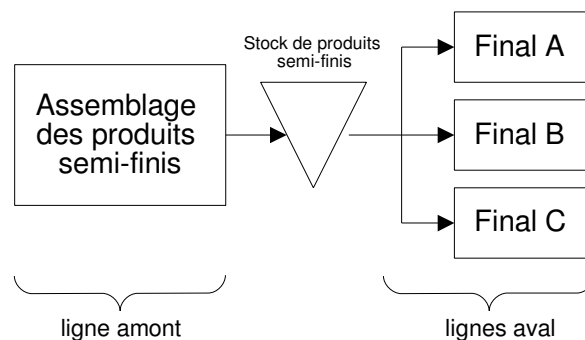 Assemblage
des produits
semi-finis
Stock de produits
semi-finis
Final A
Final B
Final C
ligne amont
lignes aval